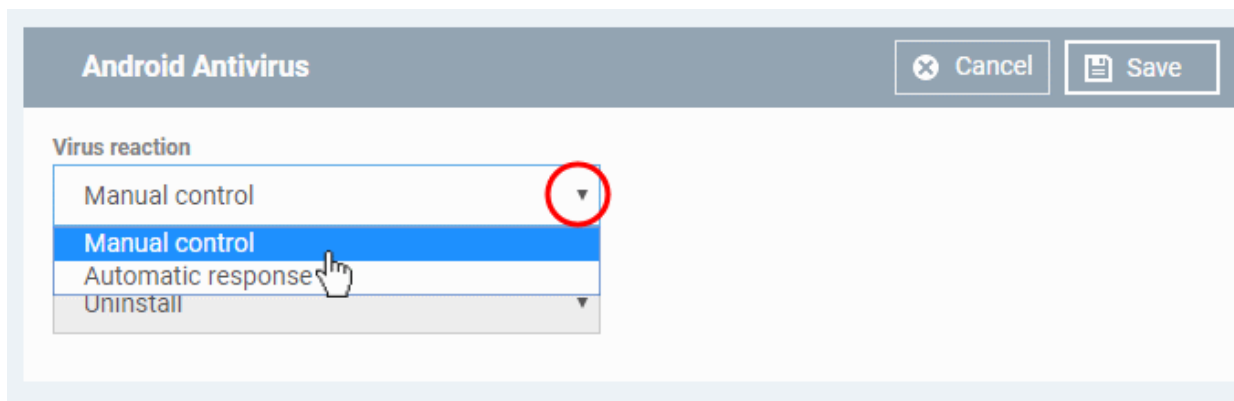 Android Antivirus
Cancel
Save
Virus reaction
Manual control
Manual control
Automatic response
Uninstall